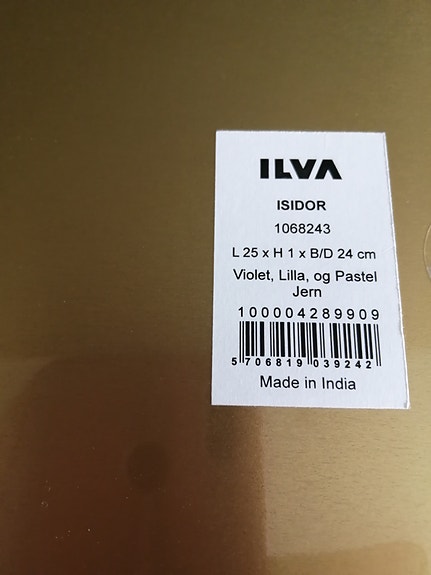 ILVA
ISIDOR
1068243
L 25 x H 1 x B/D 24 cm
Violet, Lilla, og Pastel
Jern
100004289909
5 706819 039242
Made in India